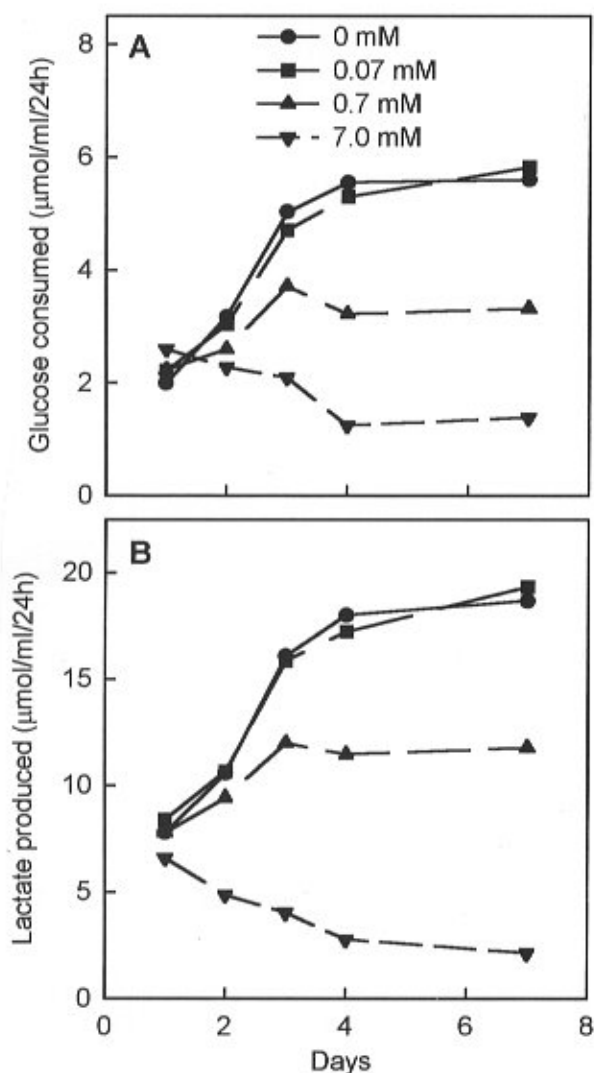 A
0 mM
0.07 mM
0.7 mM
7.0 mM
8
6
4
2
0
Glucose consumed (μmol/ml/24h)
B
20
15
10
5
0
Lactate produced (μmol/ml/24h)
0 2 4 6 8
Days